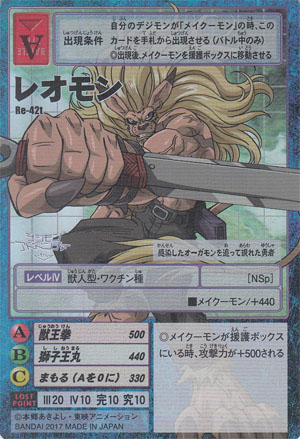 A
BATTLE
出現条件
自分のデジモンが「メイクーモン」の時、この
カードを手札から出現させる(バトル中のみ)
◎出現後、メイクーモンを援護ボックスに移動させる
レオモン
Re-42t
感染したオーガモンを追って現れた勇者
レベルⅣ
獣人型・ワクチン種
[NSp]
■メイクーモン/+440
A 獣王拳 500
B 獅子王丸 440
C まもる(Aを0に) 330
◎メイクーモンが援護ボックス
にいる時、攻撃力が+500される
LOST POINT
Ⅲ20 Ⅳ10 完10 究10
©本郷あきよし・東映アニメーション
BANDAI 2017 MADE IN JAPAN